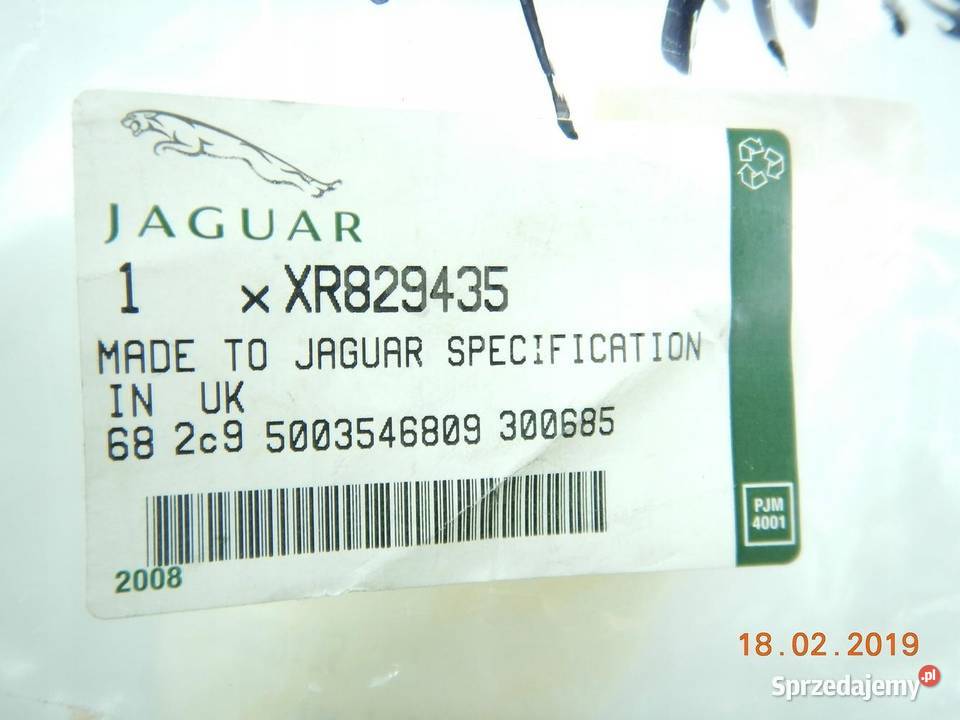 JAGUAR
1 x XR829435
MADE TO JAGUAR SPECIFICATION
IN UK
68 2c9 5003546809 300685
2008
PJM
4001
18.02.2019
Sprzedajemy.pl